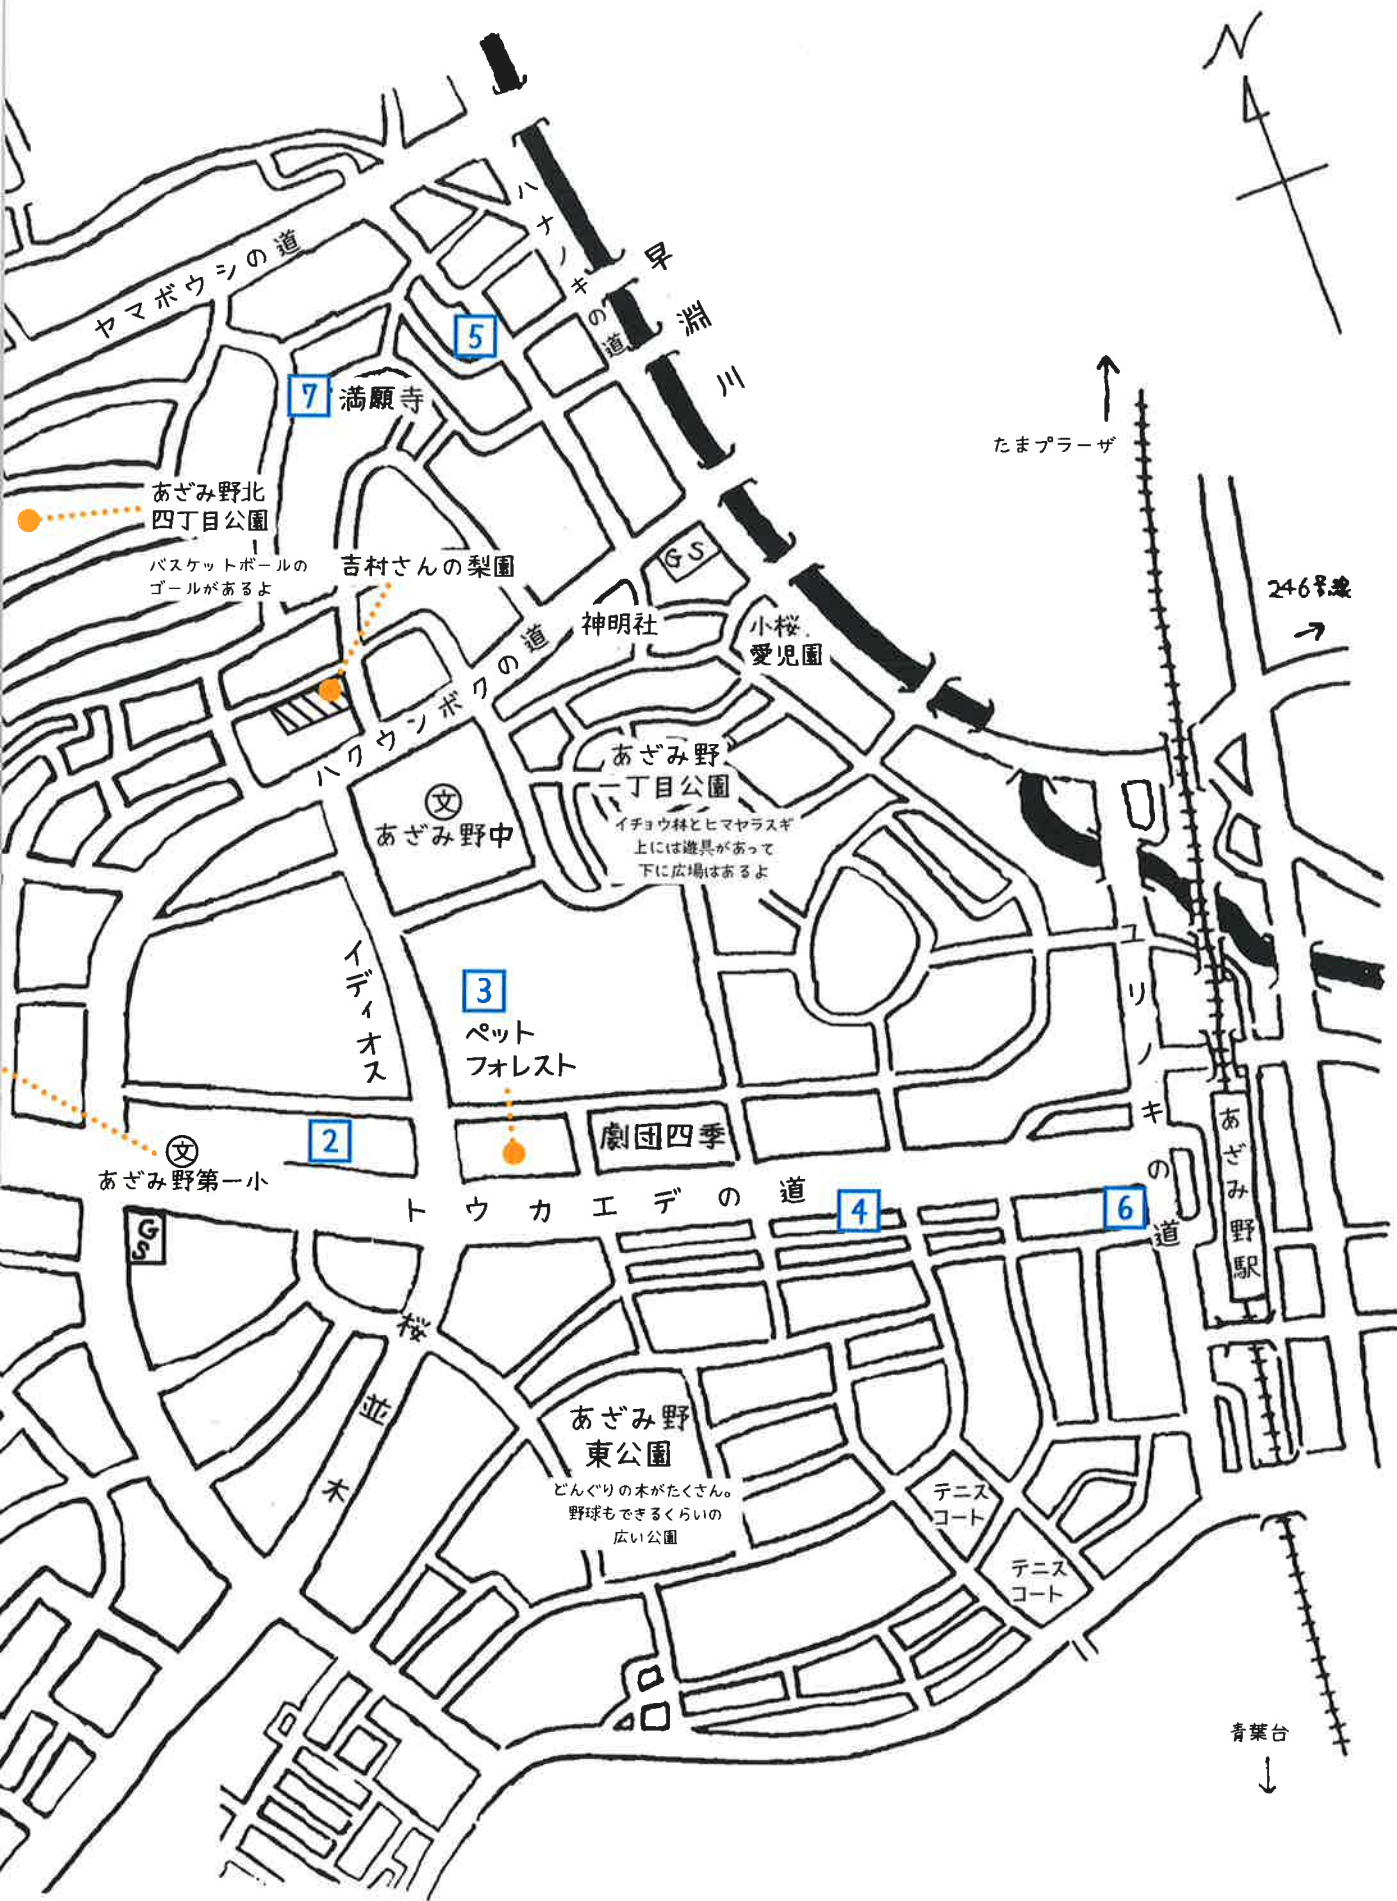 N
ヤマボウシの道
ハナノキの道
早淵川
5
7
満願寺
たまプラーザ
あざみ野北
四丁目公園
バスケットボールの
ゴールがあるよ
吉村さんの梨園
GS
246号線
神明社
小桜
愛児園
ハクウンボクの道
あざみ野
一丁目公園
イチョウ林とヒマヤラスギ
上には遊具があって
下に広場はあるよ
文
あざみ野中
イディオス
3
ペット
フォレスト
ユリノキの道
2
劇団四季
あざみ野駅
文
あざみ野第一小
トウカエデの道
4
6
GS
桜並木
あざみ野
東公園
どんぐりの木がたくさん。
野球もできるくらいの
広い公園
テニス
コート
テニス
コート
青葉台